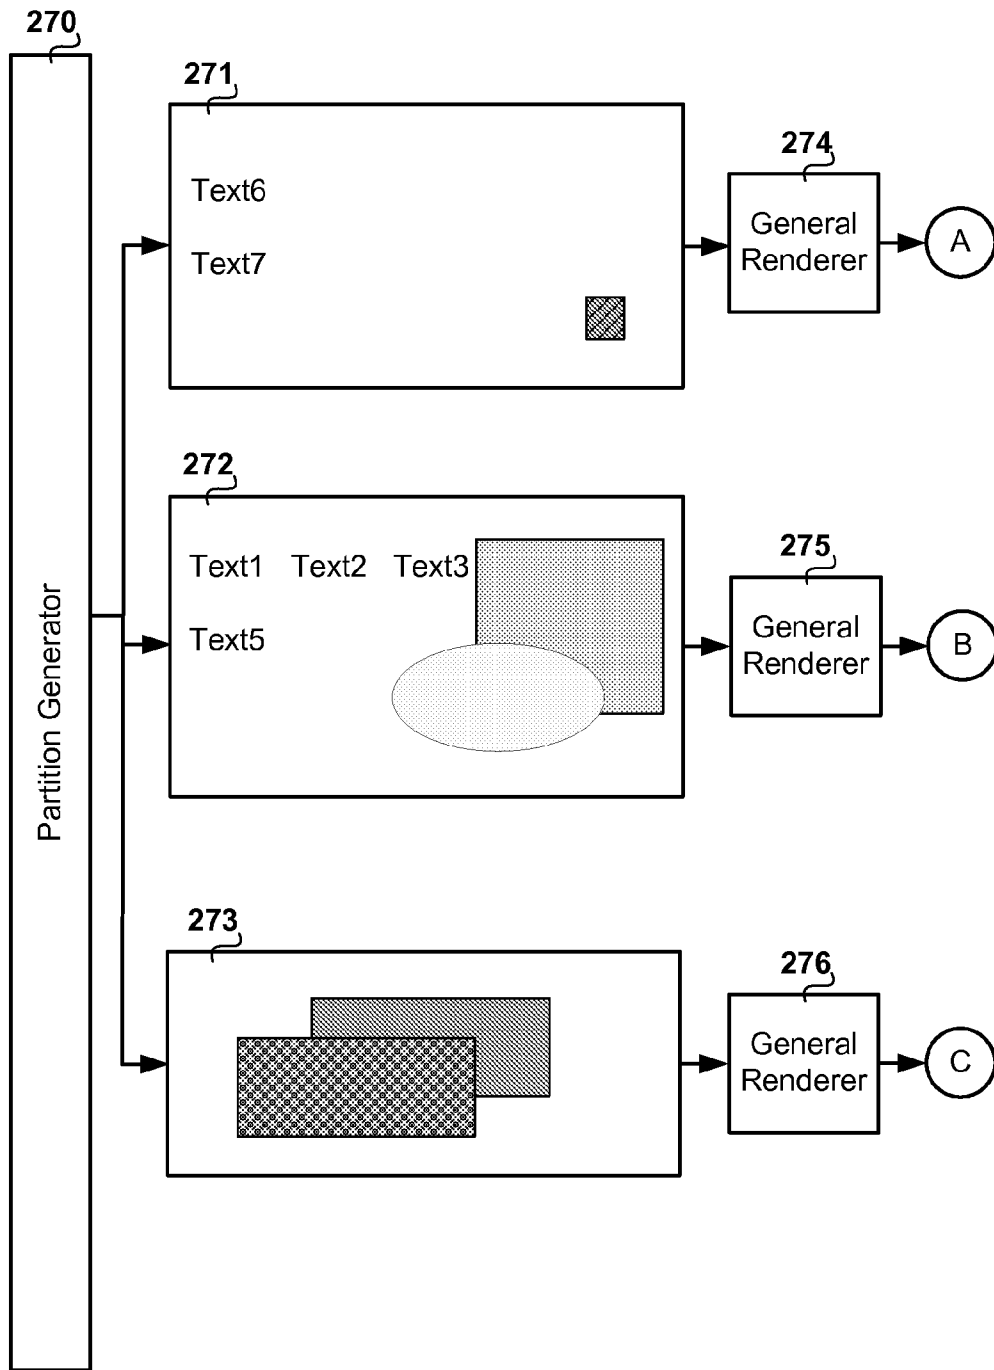 270
271
Text6
Text7
274
General
Renderer
A
272
Text1 Text2 Text3
Text5
275
General
Renderer
B
Partition Generator
273
276
General
Renderer
C